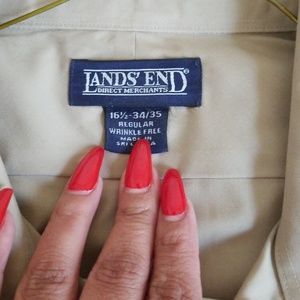 LANDS' END®
DIRECT MERCHANTS
16½-34/35
REGULAR
WRINKLE FREE
MADE IN